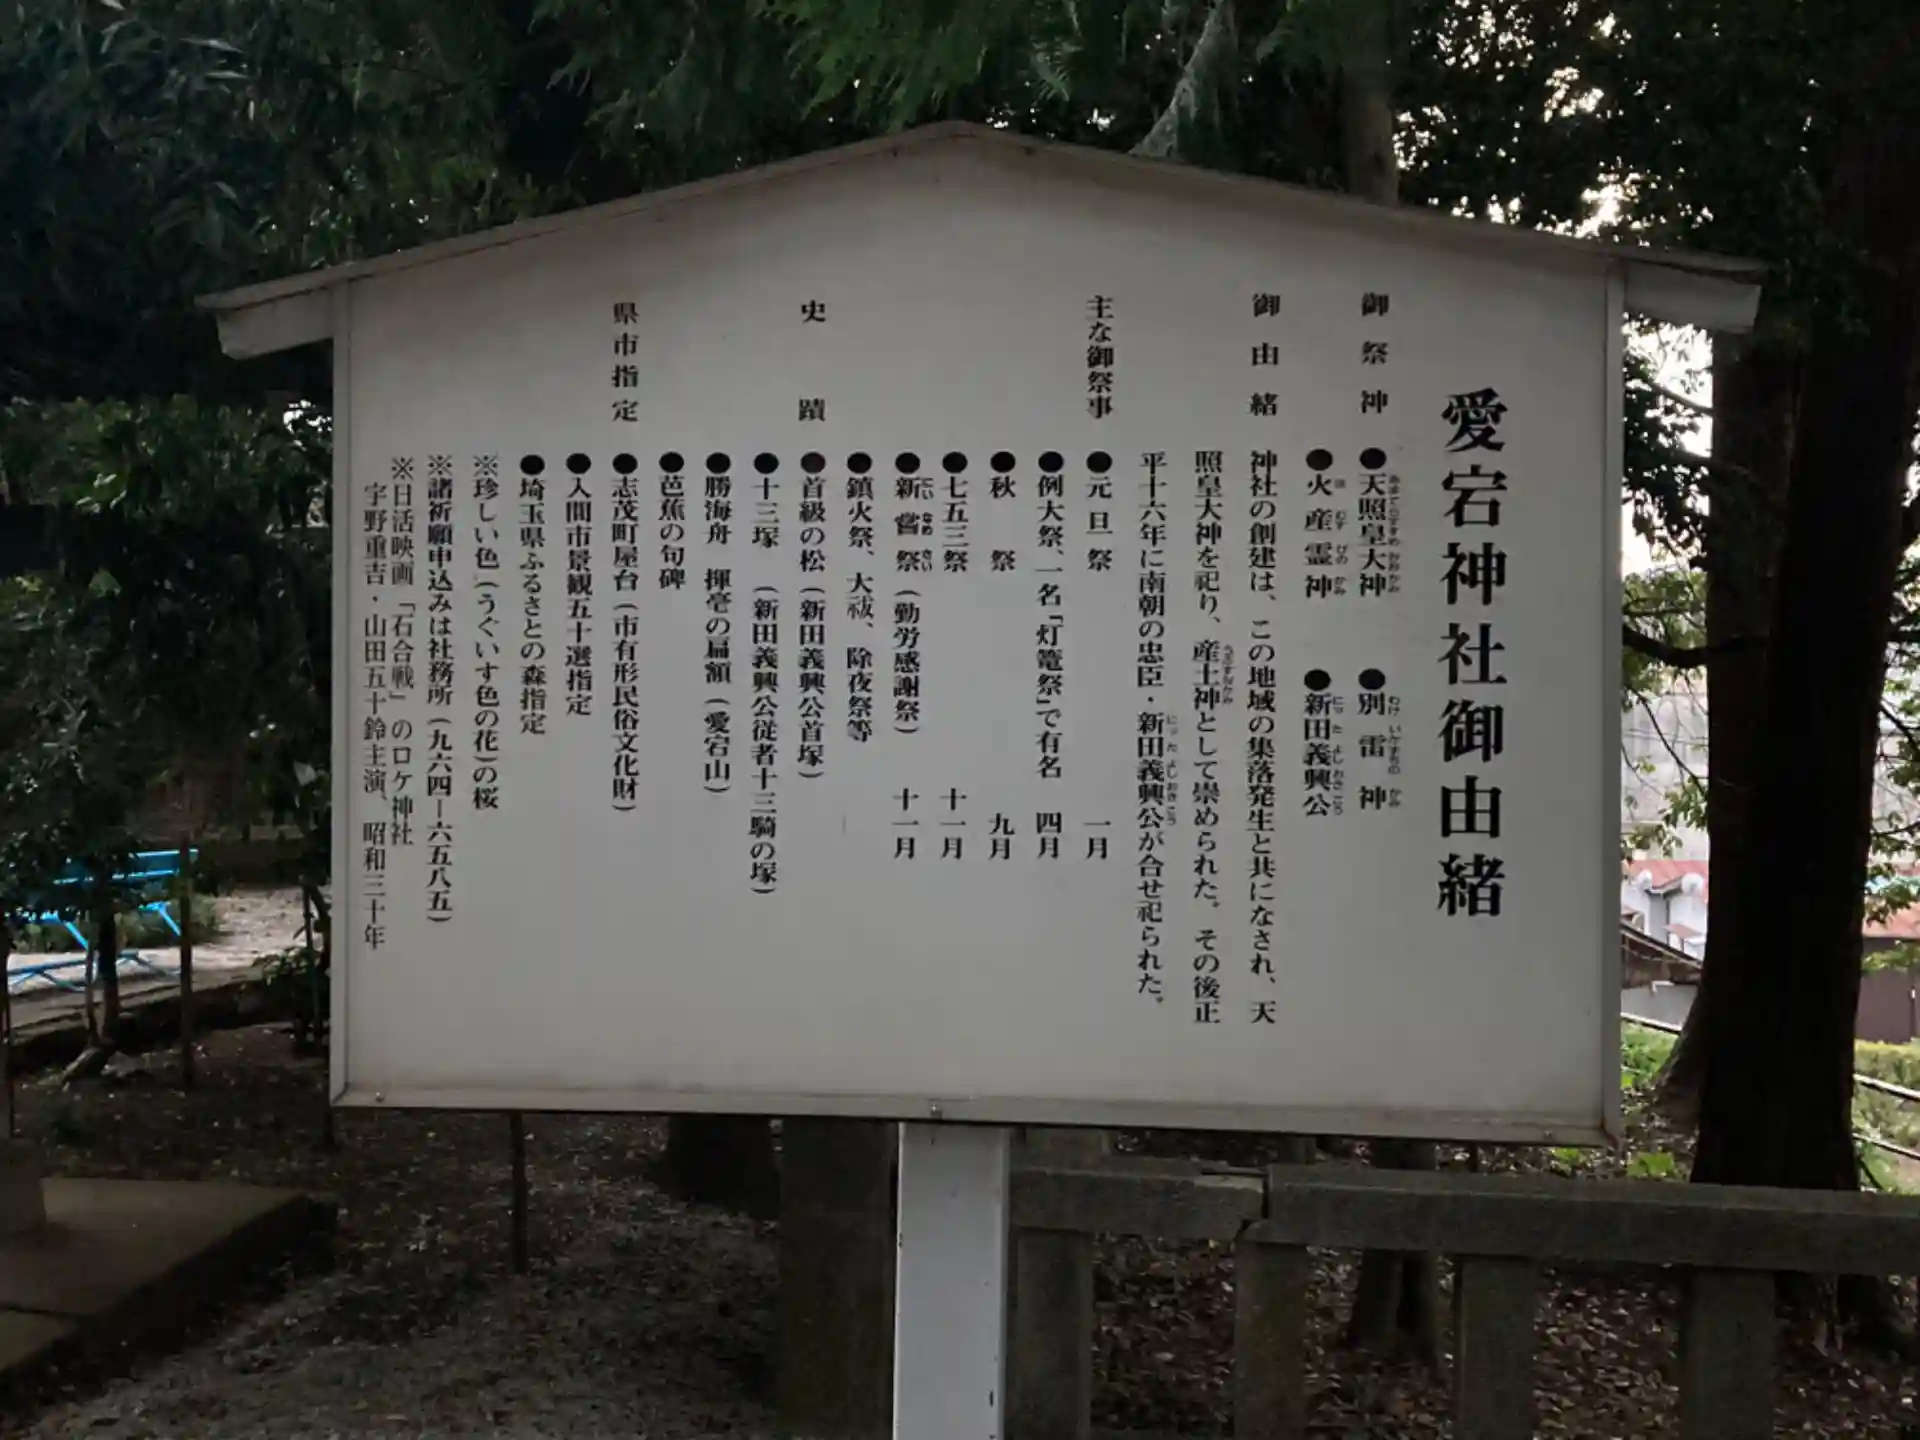 愛宕神社御由緒
御祭神 ●天照皇大神 ●別雷神
●火産霊神 ●新田義興公
御由緒 神社の創建は、この地域の集落発生と共になされ、天
照皇大神を祀り、産土神として崇められた。その後正
平十六年に南朝の忠臣・新田義興公が合せ祀られた。
主な御祭事 ●元旦祭 一月
●例大祭、一名「灯篭祭」で有名 四月
●秋祭 九月
●七五三祭 十一月
●新嘗祭(勤労感謝祭) 十一月
●鎮火祭、大祓、除夜祭等
史蹟 ●首級の松(新田義興公首塚)
●十三塚 (新田義興公従者十三騎の塚)
●勝海舟 揮亳の扁額(愛宕山)
●芭蕉の句碑
県市指定 ●志茂町屋台(市有形民俗文化財)
●入間市景観五十選指定
●埼玉県ふるさとの森指定
※珍しい色(うぐいす色の花)の桜
※諸祈願申込みは社務所(九六四ー六五八五)
※日活映画「石合戦」のロケ神社
宇野重吉・山田五十鈴主演、昭和三十年